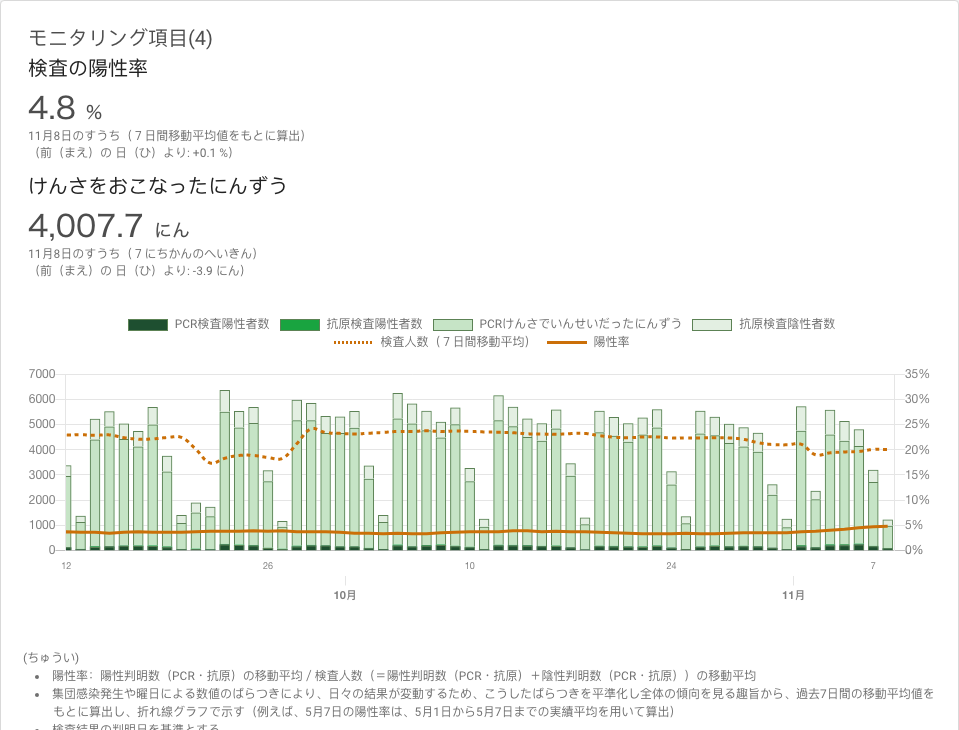 モニタリング項目(4)
検査の陽性率
4.8 %
11月8日のすうち（７日間移動平均値をもとに算出）
（前（まえ）の 日（ひ）より: +0.1 %）
けんさをおこなったにんずう
4,007.7 にん
11月8日のすうち（７にちかんのへいきん）
（前（まえ）の 日（ひ）より: -3.9 にん）
PCR検査陽性者数 抗原検査陽性者数 PCRけんさでいんせいだったにんずう 抗原検査陰性者数
検査人数（７日間移動平均） 陽性率
7000 35%
6000 30%
5000 25%
4000 20%
3000 15%
2000 10%
1000 5%
0 0%
12 26 10 24 7
10月 11月
(ちゅうい)
• 陽性率：陽性判明数（PCR・抗原）の移動平均 / 検査人数（＝陽性判明数（PCR・抗原）＋陰性判明数（PCR・抗原））の移動平均
• 集団感染発生や曜日による数値のばらつきにより、日々の結果が変動するため、こうしたばらつきを平準化し全体の傾向を見る趣旨から、過去7日間の移動平均値を
もとに算出し、折れ線グラフで示す（例えば、5月7日の陽性率は、5月1日から5月7日までの実績平均を用いて算出）
• 検査結果の判明日を基準とする